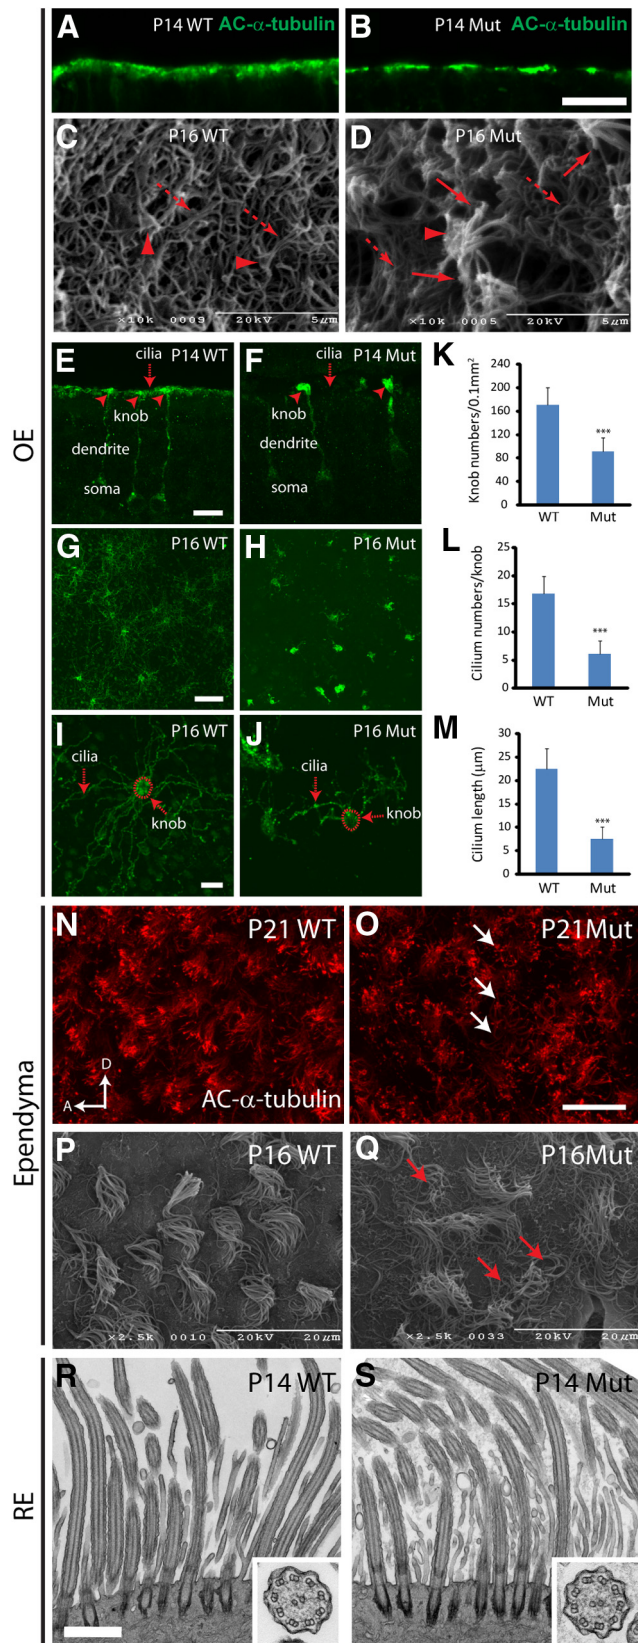 OE
A
P14 WT AC-α-tubulin
B
P14 Mut AC-α-tubulin
C
P16 WT
×10k 0009 20kV 5µm
D
P16 Mut
×10k 0005 20kV 5µm
E
cilia
P14 WT
knob
dendrite
soma
F
cilia
P14 Mut
knob
dendrite
soma
K
Knob numbers/0.1mm²
240
200
160
120
80
40
0
***
WT Mut
G
P16 WT
H
P16 Mut
L
Cilium numbers/knob
25
20
15
10
5
0
***
WT Mut
I
P16 WT
cilia
knob
J
P16 Mut
cilia
knob
M
Cilium length (µm)
30
25
20
15
10
5
0
***
WT Mut
Ependyma
N
P21 WT
D
A
AC-α-tubulin
O
P21Mut
P
P16 WT
×2.5k 0010 20kV 20µm
Q
P16Mut
×2.5k 0033 20kV 20µm
RE
R
P14 WT
S
P14 Mut